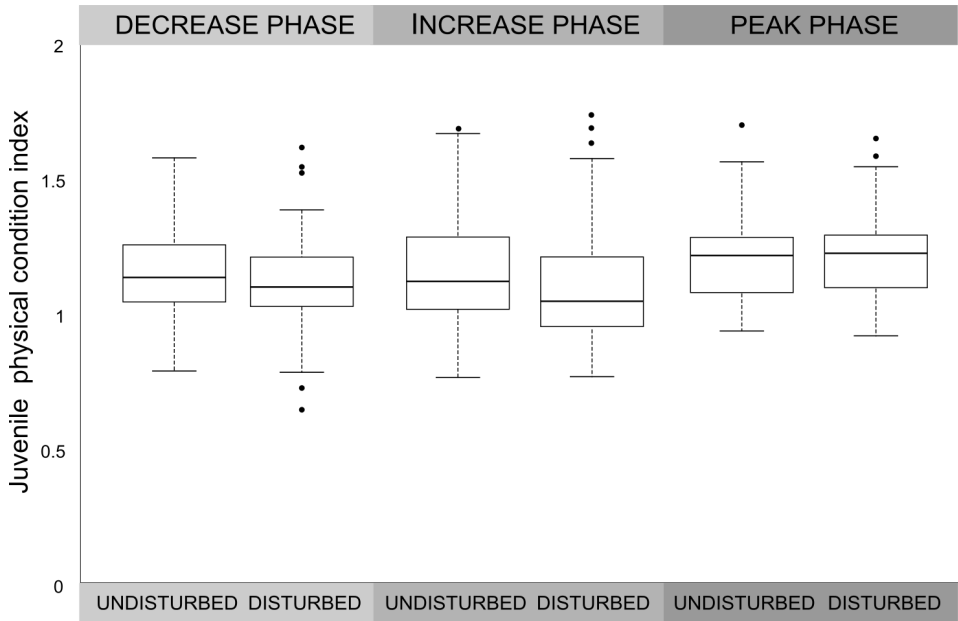 DECREASE PHASE INCREASE PHASE PEAK PHASE
Juvenile physical condition index
2
1.5
1
0.5
0
UNDISTURBED DISTURBED UNDISTURBED DISTURBED UNDISTURBED DISTURBED